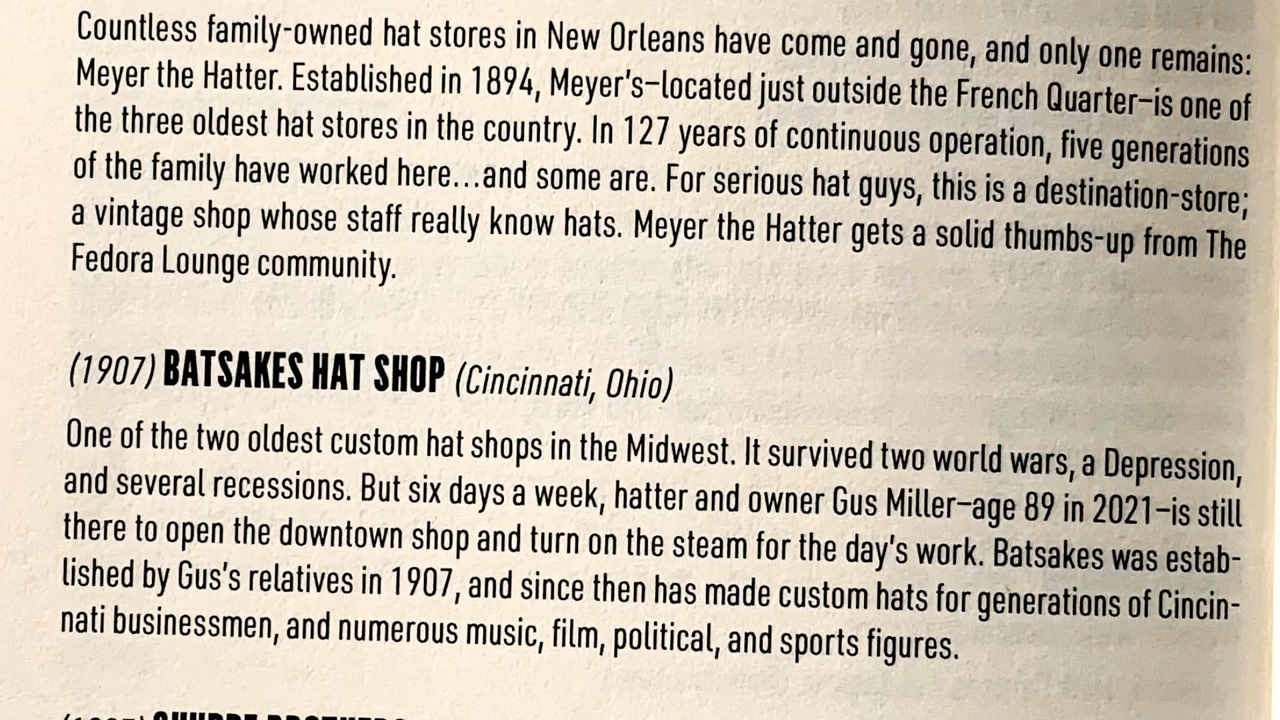 Countless family-owned hat stores in New Orleans have come and gone, and only one remains:
Meyer the Hatter. Established in 1894, Meyer's–located just outside the French Quarter–is one of
the three oldest hat stores in the country. In 127 years of continuous operation, five generations
of the family have worked here...and some are. For serious hat guys, this is a destination-store;
a vintage shop whose staff really know hats. Meyer the Hatter gets a solid thumbs-up from The
Fedora Lounge community.
(1907) BATSAKES HAT SHOP (Cincinnati, Ohio)
One of the two oldest custom hat shops in the Midwest. It survived two world wars, a Depression,
and several recessions. But six days a week, hatter and owner Gus Miller–age 89 in 2021–is still
there to open the downtown shop and turn on the steam for the day's work. Batsakes was estab-
lished by Gus's relatives in 1907, and since then has made custom hats for generations of Cincin-
nati businessmen, and numerous music, film, political, and sports figures.